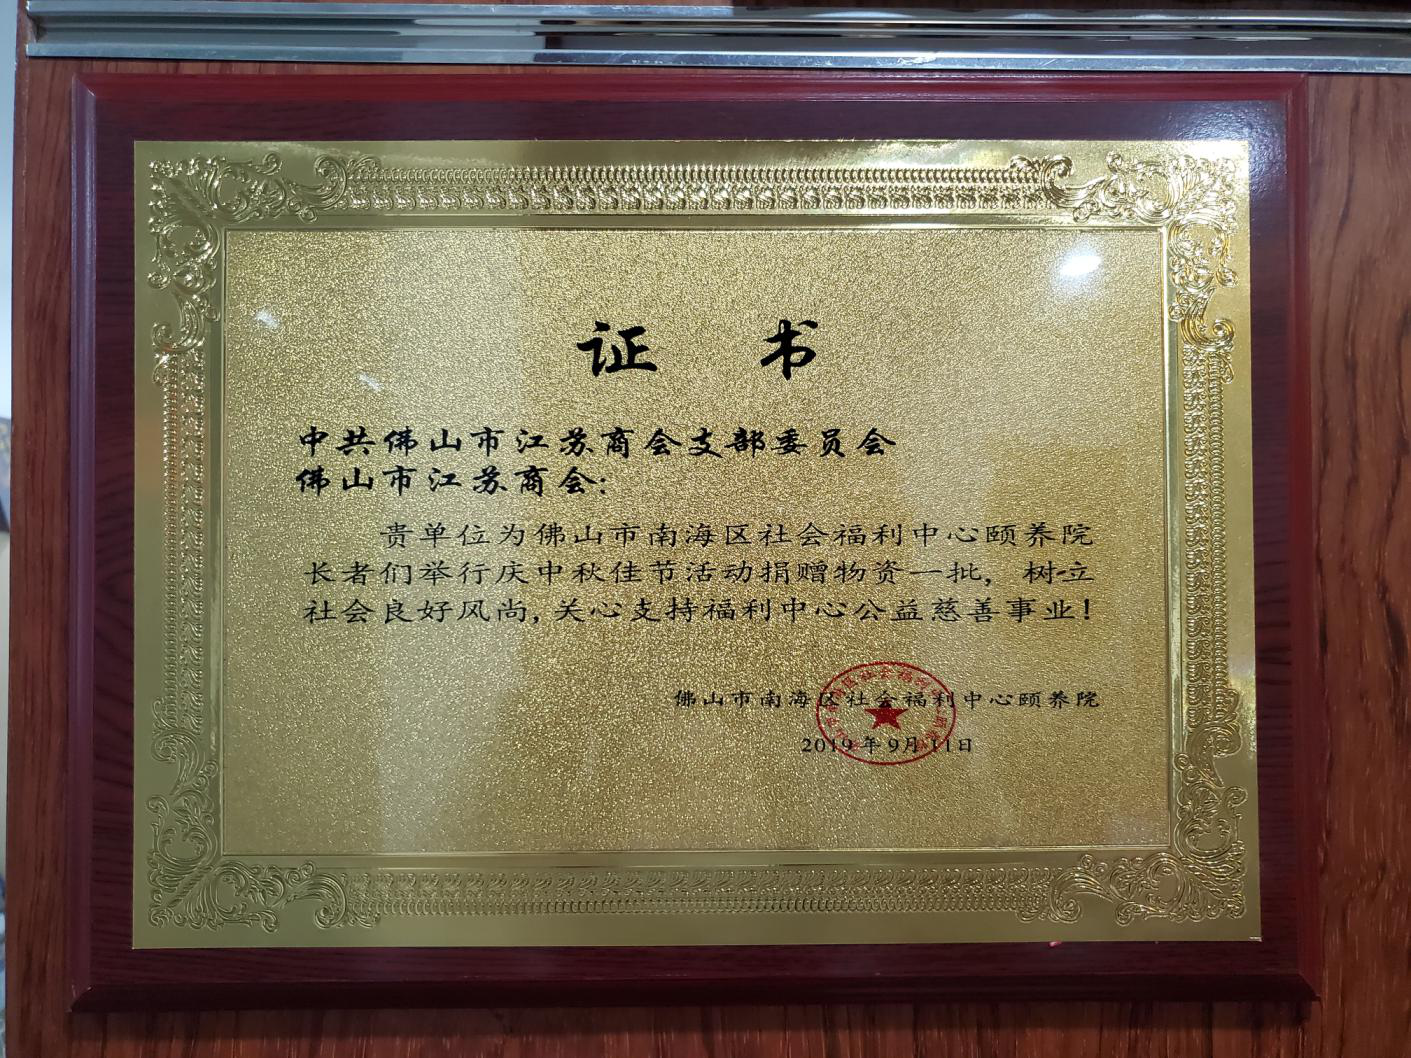 证 书
中共佛山市江苏商会支部委员会
佛山市江苏商会:
贵单位为佛山市南海区社会福利中心颐养院
长者们举行庆中秋佳节活动捐赠物资一批, 树立
社会良好风尚,关心支持福利中心公益慈善事业!
佛山市南海区社会福利中心颐养院
2019年9月11日